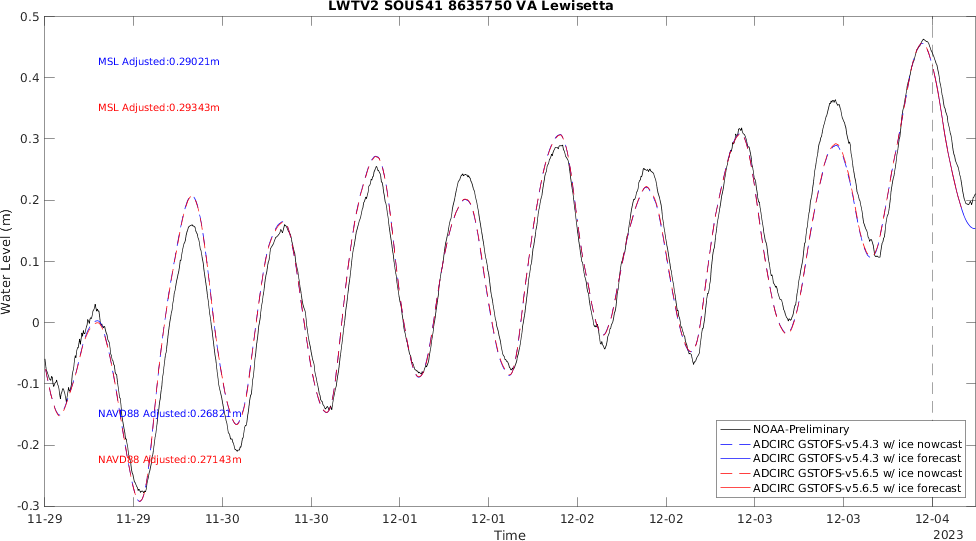 LWTV2 SOUS41 8635750 VA Lewisetta
0.5
0.4
0.3
0.2
0.1
0
-0.1
-0.2
-0.3
Water Level (m)
MSL Adjusted:0.29021m
MSL Adjusted:0.29343m
NAVD88 Adjusted:0.26821m
NAVD88 Adjusted:0.27143m
NOAA-Preliminary
ADCIRC GSTOFS-v5.4.3 w/ ice nowcast
ADCIRC GSTOFS-v5.4.3 w/ ice forecast
ADCIRC GSTOFS-v5.6.5 w/ ice nowcast
ADCIRC GSTOFS-v5.6.5 w/ ice forecast
11-29 11-29 11-30 11-30 12-01 12-01 12-02 12-02 12-03 12-03 12-04
2023
Time